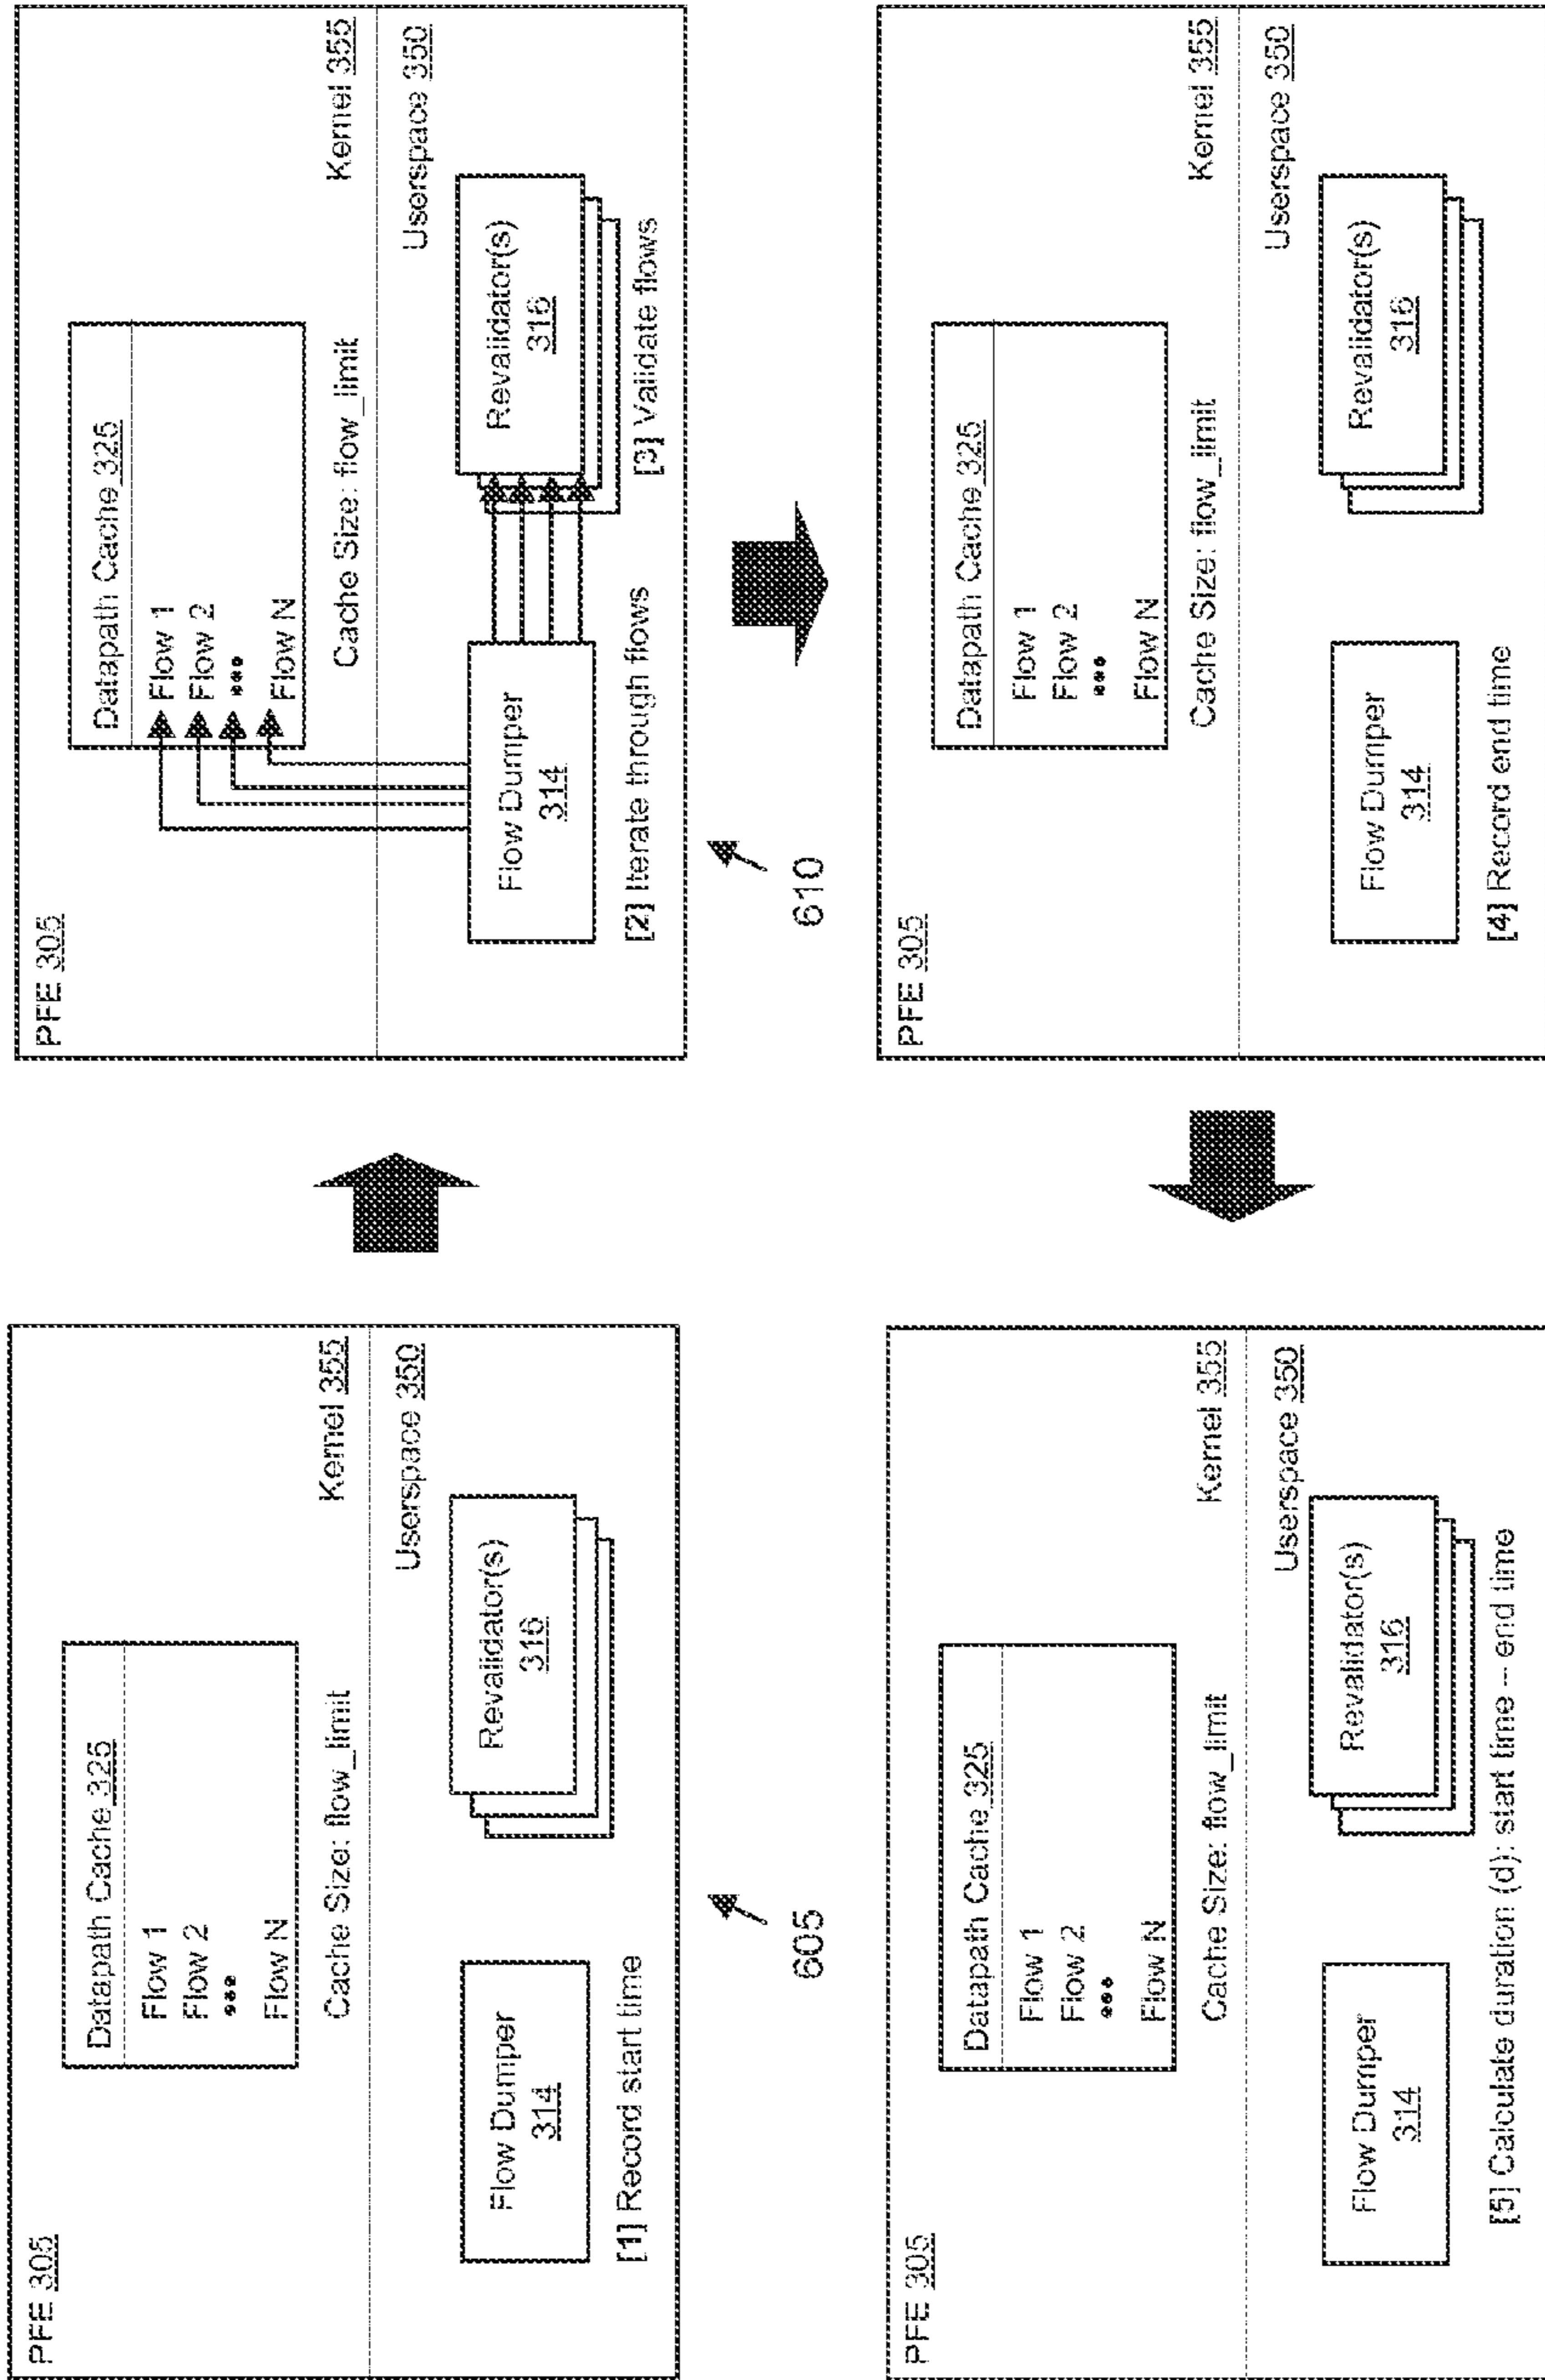 PFE 305
Datapath Cache 325
Flow 1
Flow 2
•••
Flow N
Cache Size: flow_limit
Kernel 355
Userspace 350
Flow Dumper
314
Revalidator(s)
316
[1] Record start time
605
PFE 305
Datapath Cache 325
Flow 1
Flow 2
•••
Flow N
Cache Size: flow_limit
Kernel 355
Userspace 350
Flow Dumper
314
Revalidator(s)
316
[2] Iterate through flows
[3] Validate flows
610
PFE 305
Datapath Cache 325
Flow 1
Flow 2
•••
Flow N
Cache Size: flow_limit
Kernel 355
Userspace 350
Flow Dumper
314
Revalidator(s)
316
[5] Calculate duration (d): start time – end time
PFE 305
Datapath Cache 325
Flow 1
Flow 2
•••
Flow N
Cache Size: flow_limit
Kernel 355
Userspace 350
Flow Dumper
314
Revalidator(s)
316
[4] Record end time